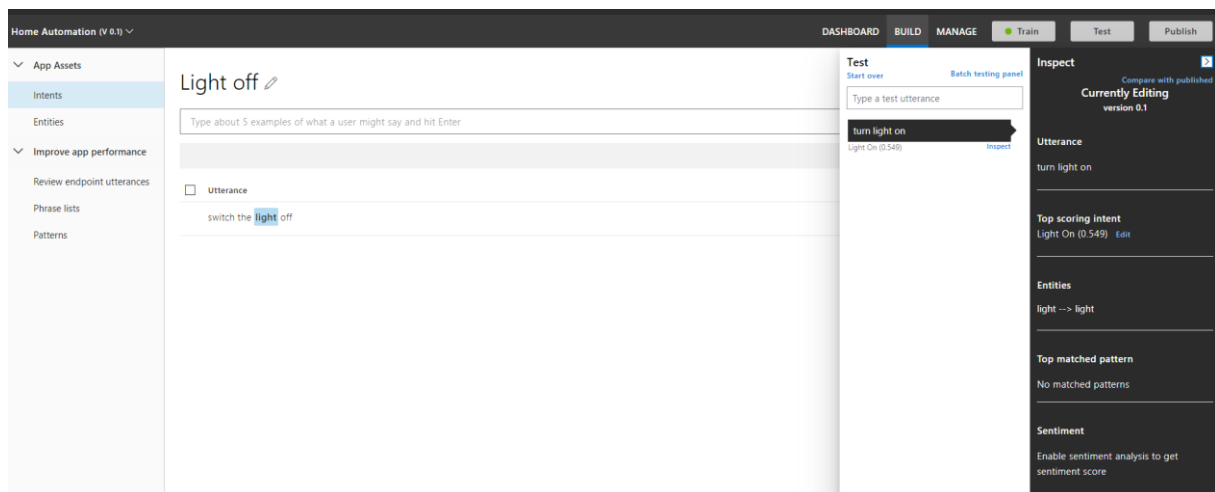 Home Automation (V 0.1)
DASHBOARD BUILD MANAGE Train Test Publish
App Assets
Intents
Entities
Improve app performance
Review endpoint utterances
Phrase lists
Patterns
Light off
Type about 5 examples of what a user might say and hit Enter
Utterance
switch the light off
Test
Start over Batch testing panel
Type a test utterance
turn light on
Light On (0.549) Inspect
Inspect
Compare with published
Currently Editing
version 0.1
Utterance
turn light on
Top scoring intent
Light On (0.549) Edit
Entities
light --> light
Top matched pattern
No matched patterns
Sentiment
Enable sentiment analysis to get
sentiment score